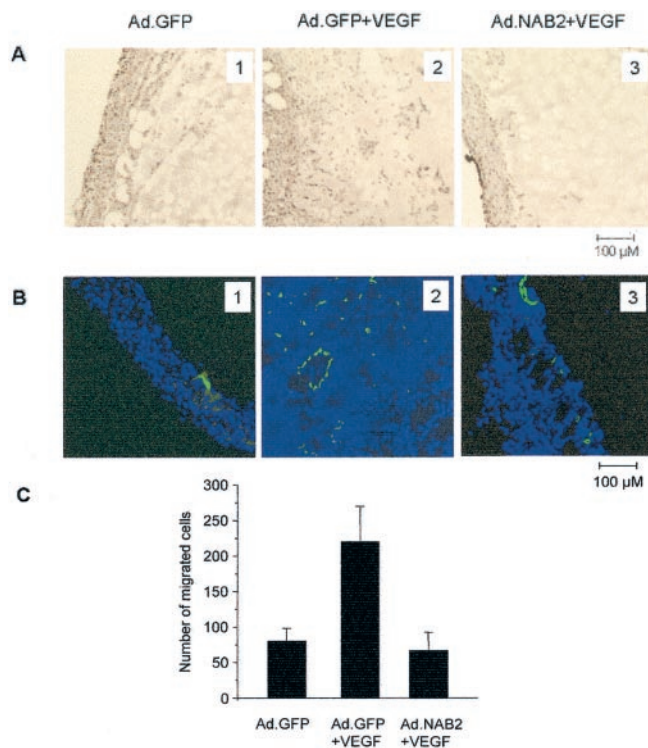 Ad.GFP Ad.GFP+VEGF Ad.NAB2+VEGF
A
1 2 3
100 µM
B
1 2 3
100 µM
C
Number of migrated cells
300
250
200
150
100
50
0
Ad.GFP Ad.GFP Ad.NAB2
+VEGF +VEGF